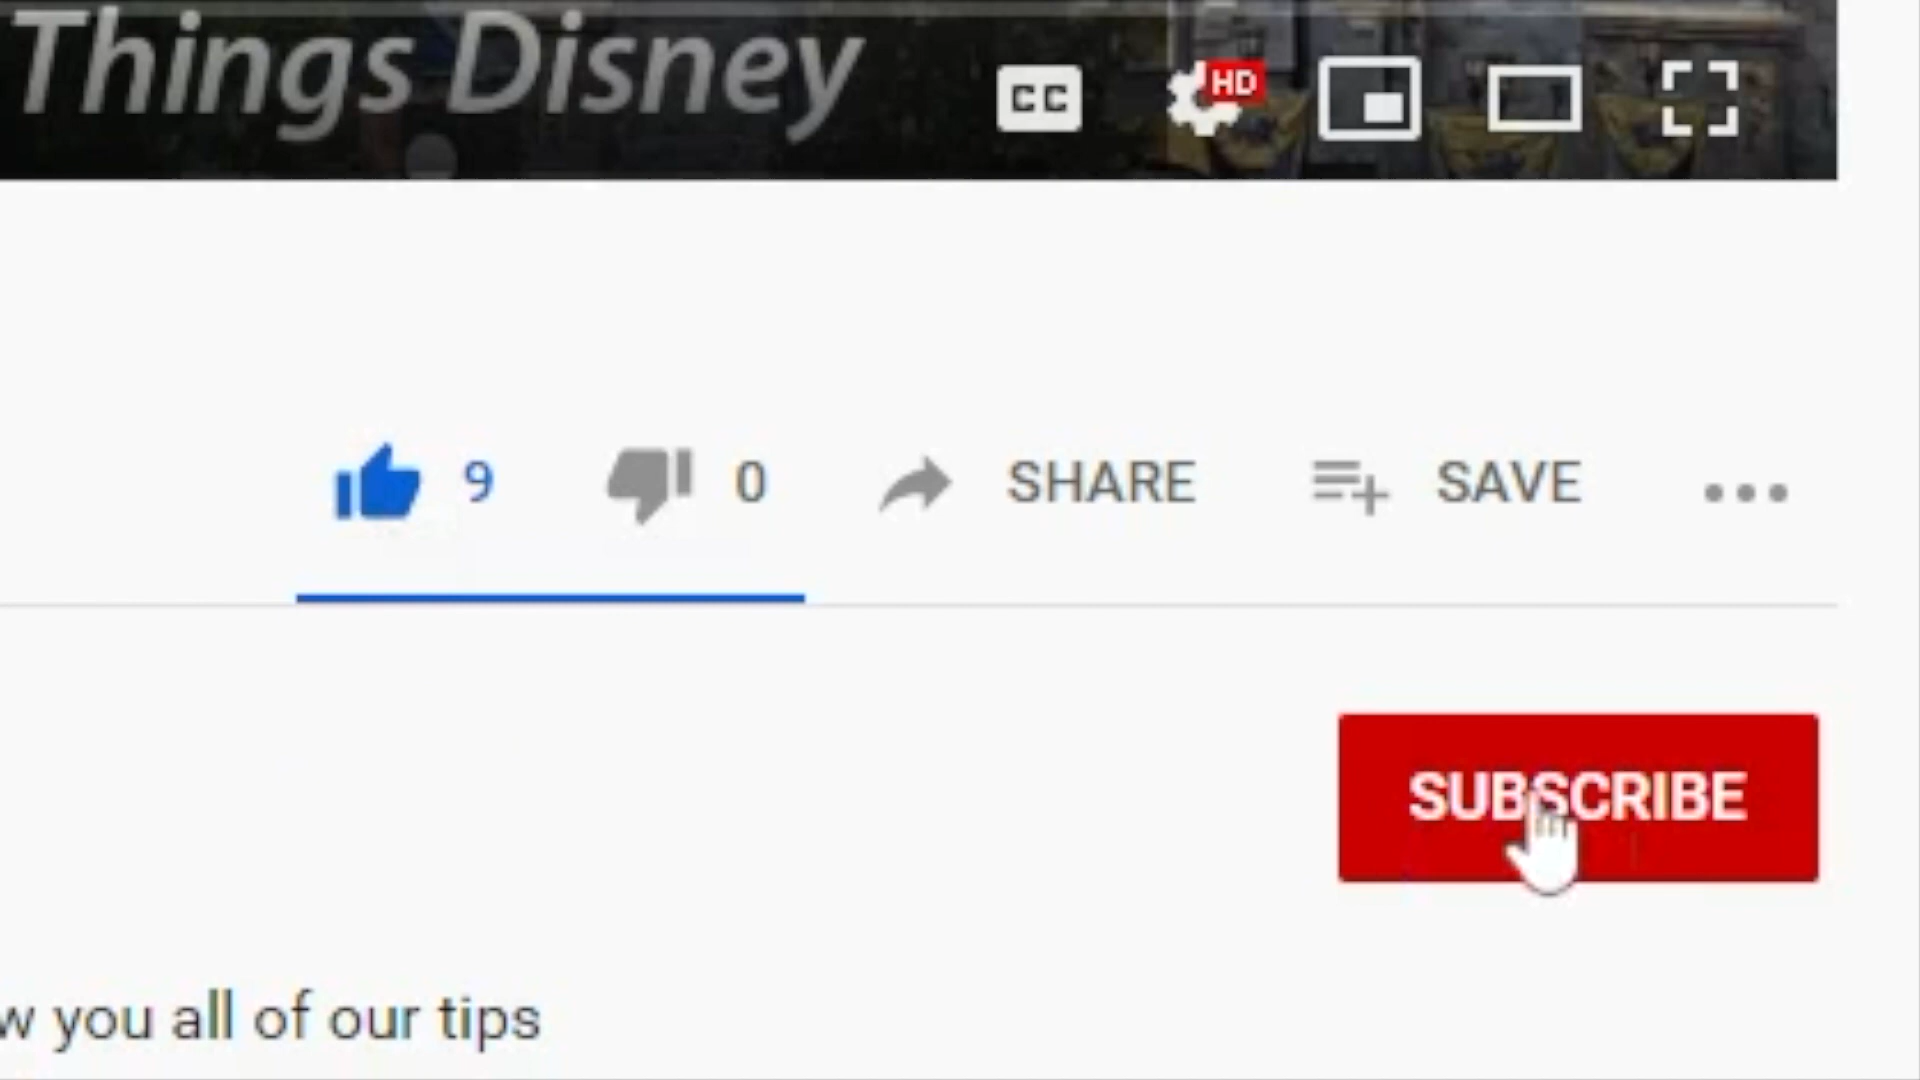 Things Disney
CC HD
9 0 SHARE SAVE
SUBSCRIBE
you all of our tips